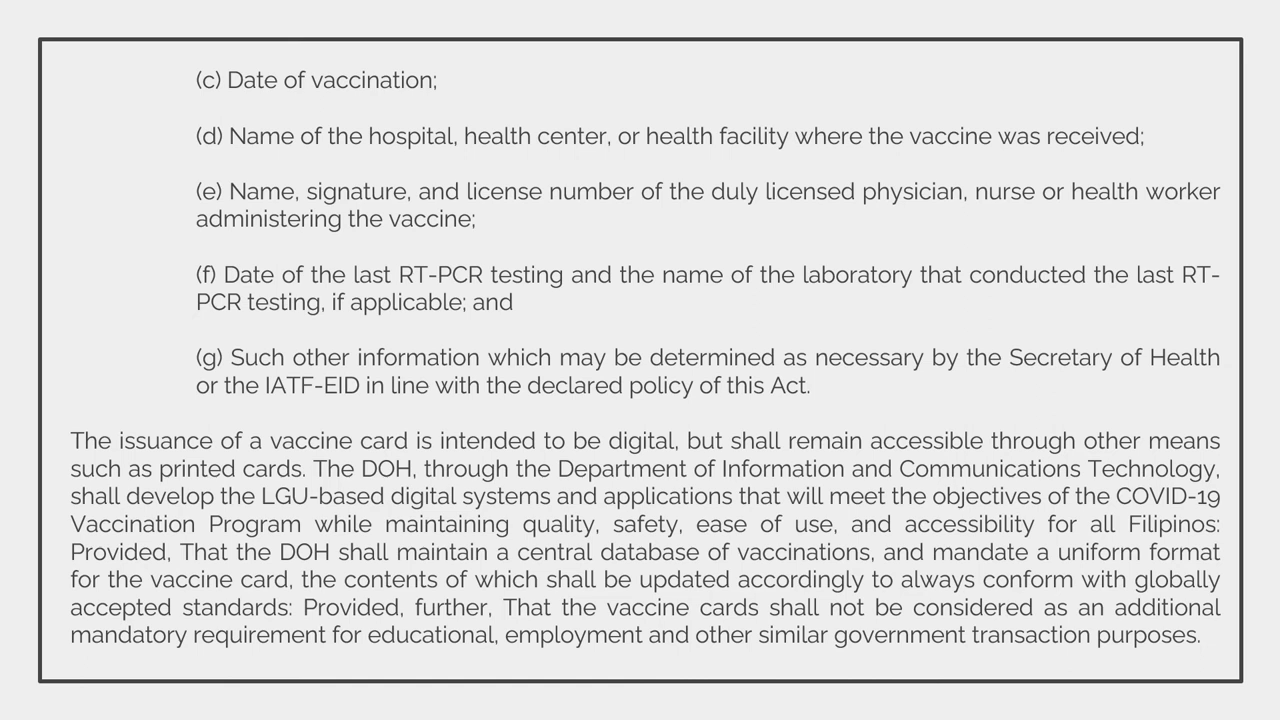 (c) Date of vaccination;
(d) Name of the hospital, health center, or health facility where the vaccine was received;
(e) Name, signature, and license number of the duly licensed physician, nurse or health worker
administering the vaccine;
(f) Date of the last RT-PCR testing and the name of the laboratory that conducted the last RT-
PCR testing, if applicable; and
(g) Such other information which may be determined as necessary by the Secretary of Health
or the IATF-EID in line with the declared policy of this Act.
The issuance of a vaccine card is intended to be digital, but shall remain accessible through other means
such as printed cards. The DOH, through the Department of Information and Communications Technology,
shall develop the LGU-based digital systems and applications that will meet the objectives of the COVID-19
Vaccination Program while maintaining quality, safety, ease of use, and accessibility for all Filipinos:
Provided, That the DOH shall maintain a central database of vaccinations, and mandate a uniform format
for the vaccine card, the contents of which shall be updated accordingly to always conform with globally
accepted standards: Provided, further, That the vaccine cards shall not be considered as an additional
mandatory requirement for educational, employment and other similar government transaction purposes.